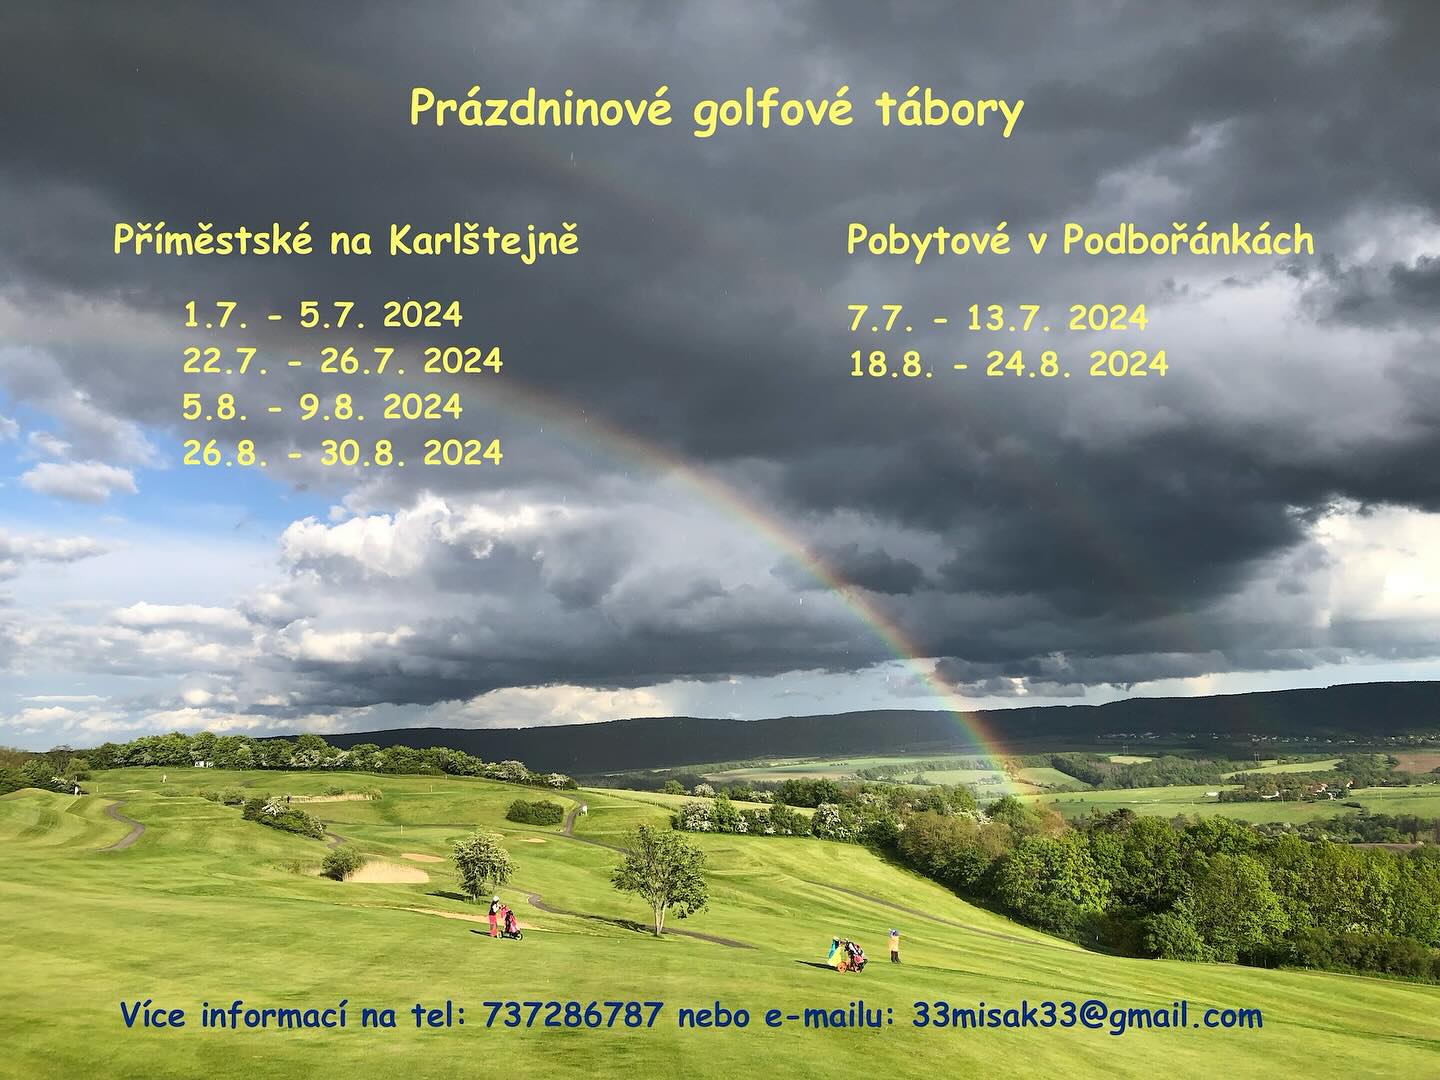 Prázdninové golfové tábory
Příměstské na Karlštejně
1.7. - 5.7. 2024
22.7. - 26.7. 2024
5.8. - 9.8. 2024
26.8. - 30.8. 2024
Pobytové v Podbořánkách
7.7. - 13.7. 2024
18.8. - 24.8. 2024
Více informací na tel: 737286787 nebo e-mailu: 33misak33@gmail.com